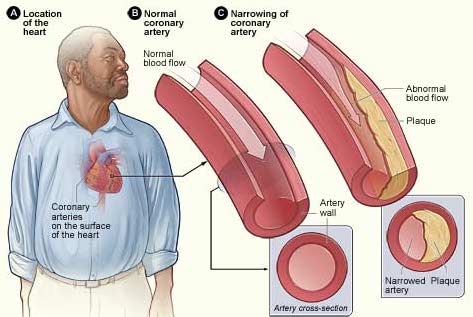 A Location
of the
heart
B Normal
coronary
artery
Normal
blood flow
C Narrowing of
coronary
artery
Abnormal
blood flow
Plaque
Coronary
arteries
on the surface
of the heart
Artery
wall
Artery cross-section
Narrowed
artery
Plaque